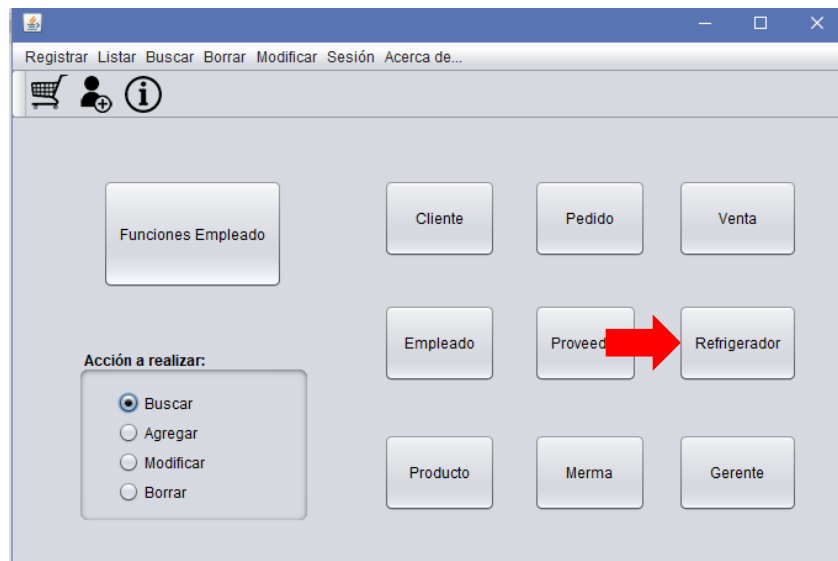 Registrar Listar Buscar Borrar Modificar Sesión Acerca de...
Funciones Empleado
Cliente
Pedido
Venta
Empleado
Proveed
Refrigerador
Acción a realizar:
Buscar
Agregar
Modificar
Borrar
Producto
Merma
Gerente